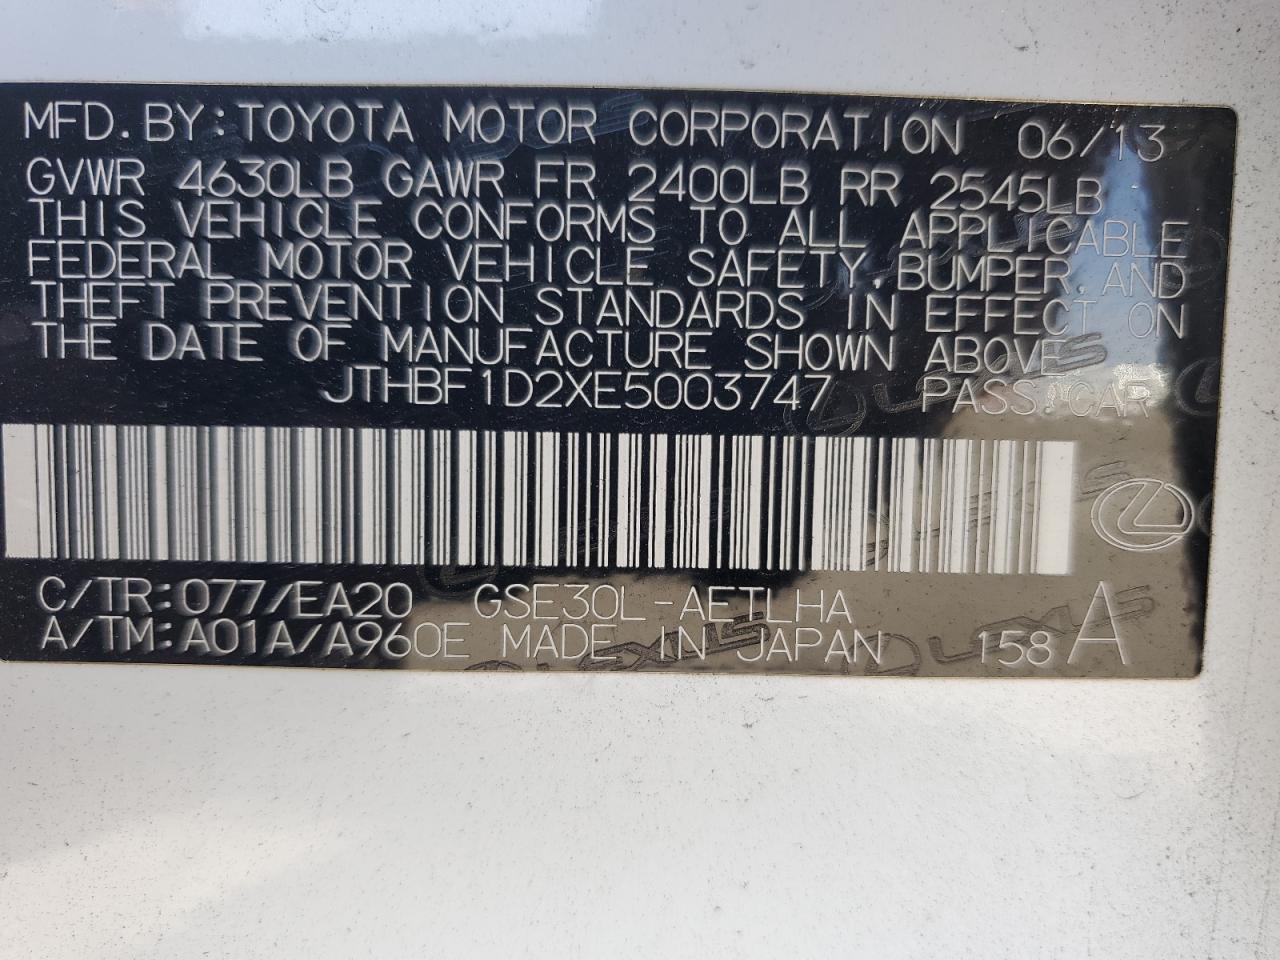 MFD. BY: TOYOTA MOTOR CORPORATION 06/13
GVWR 4630LB GAWR FR 2400LB RR 2545LB
THIS VEHICLE CONFORMS TO ALL APPLICABLE
FEDERAL MOTOR VEHICLE SAFETY, BUMPER, AND
THEFT PREVENTION STANDARDS IN EFFECT ON
THE DATE OF MANUFACTURE SHOWN ABOVE.
JTHBF1D2XE5003747 PASS. CAR
C/TR: 077/EA20 GSE30L-AETLHA
A/TM: A01A/A960E MADE IN JAPAN 158 A
LEXUS